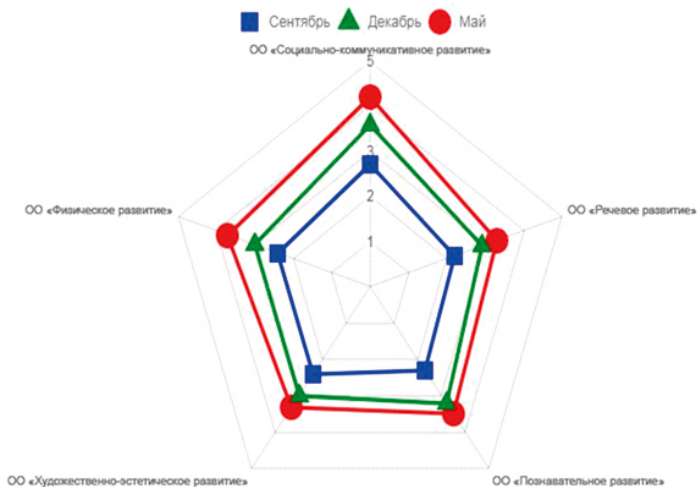 Сентябрь Декабрь Май
ОО «Социально-коммуникативное развитие»
5
3
2
1
ОО «Физическое развитие»
ОО «Речевое развитие»
ОО «Художественно-эстетическое развитие»
ОО «Познавательное развитие»